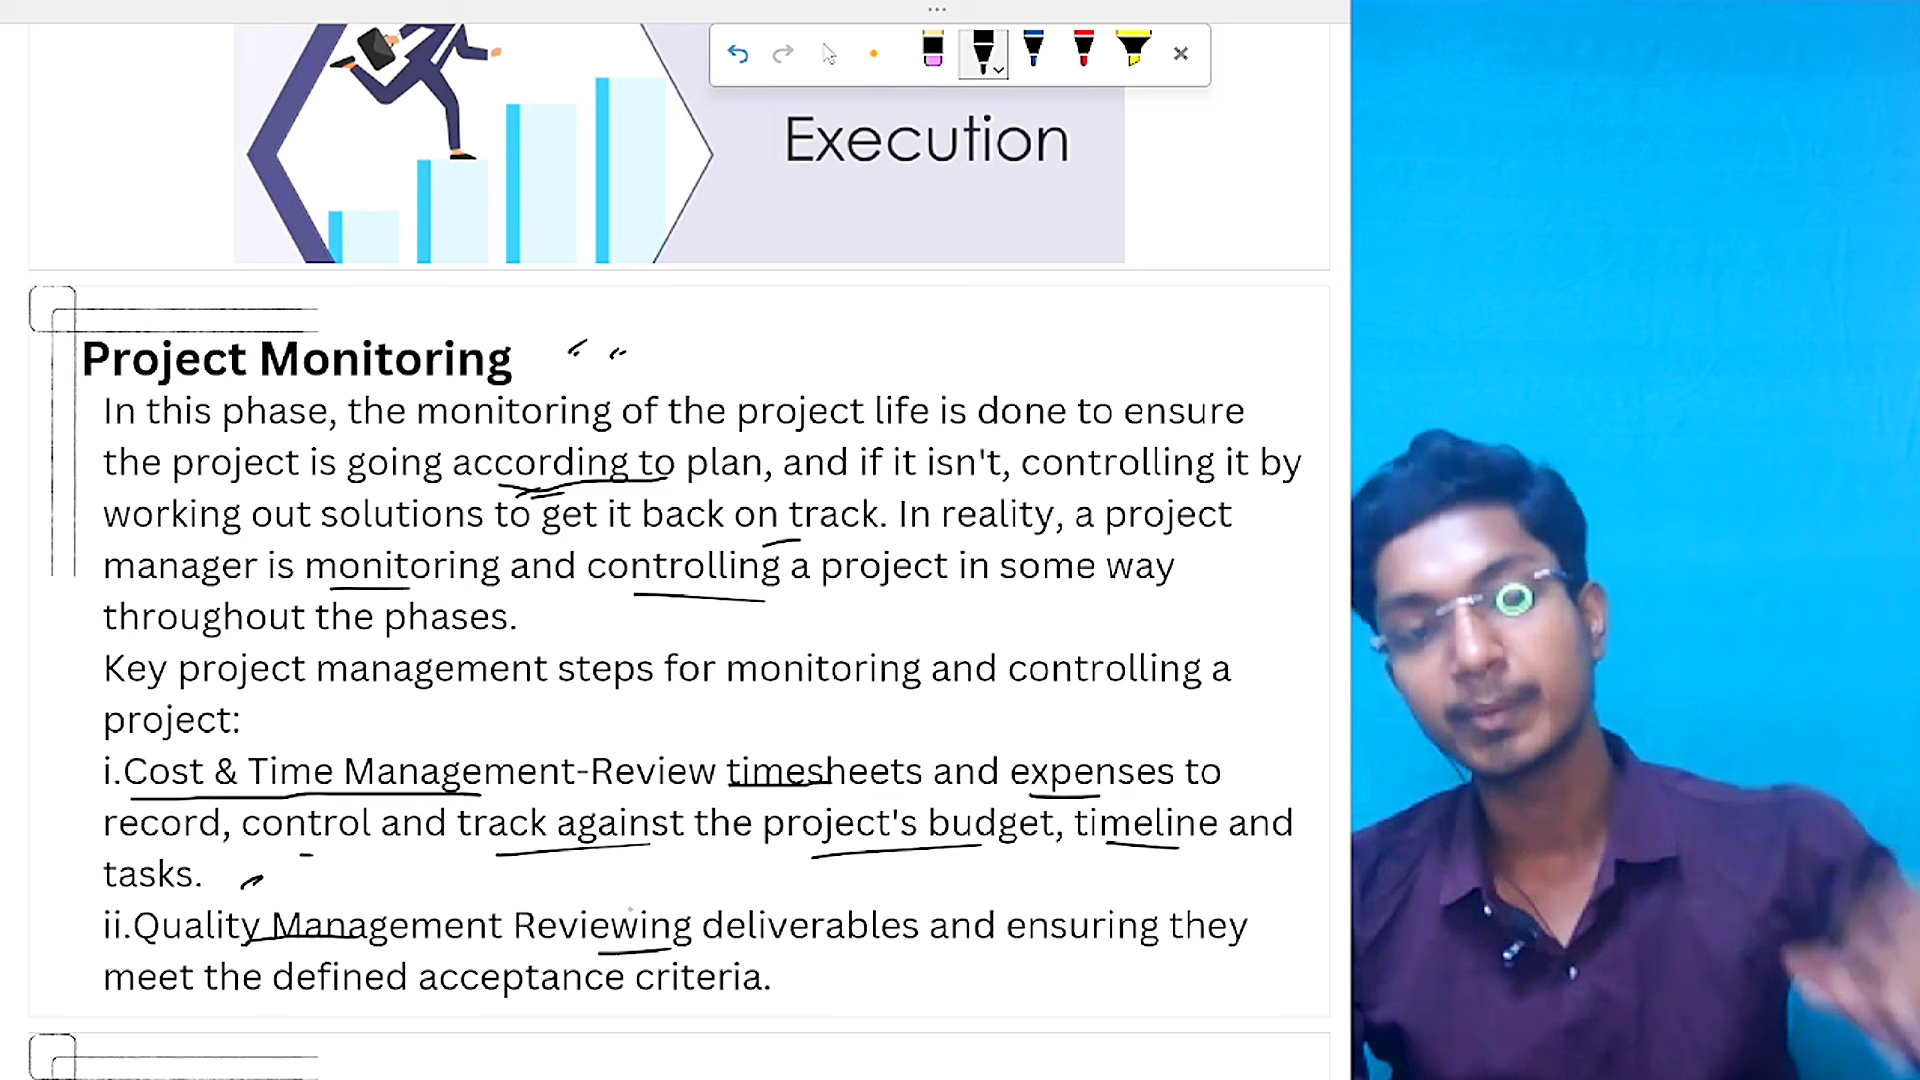 Execution
Project Monitoring
In this phase, the monitoring of the project life is done to ensure
the project is going according to plan, and if it isn't, controlling it by
working out solutions to get it back on track. In reality, a project
manager is monitoring and controlling a project in some way
throughout the phases.
Key project management steps for monitoring and controlling a
project:
i.Cost & Time Management-Review timesheets and expenses to
record, control and track against the project's budget, timeline and
tasks.
ii.Quality Management Reviewing deliverables and ensuring they
meet the defined acceptance criteria.